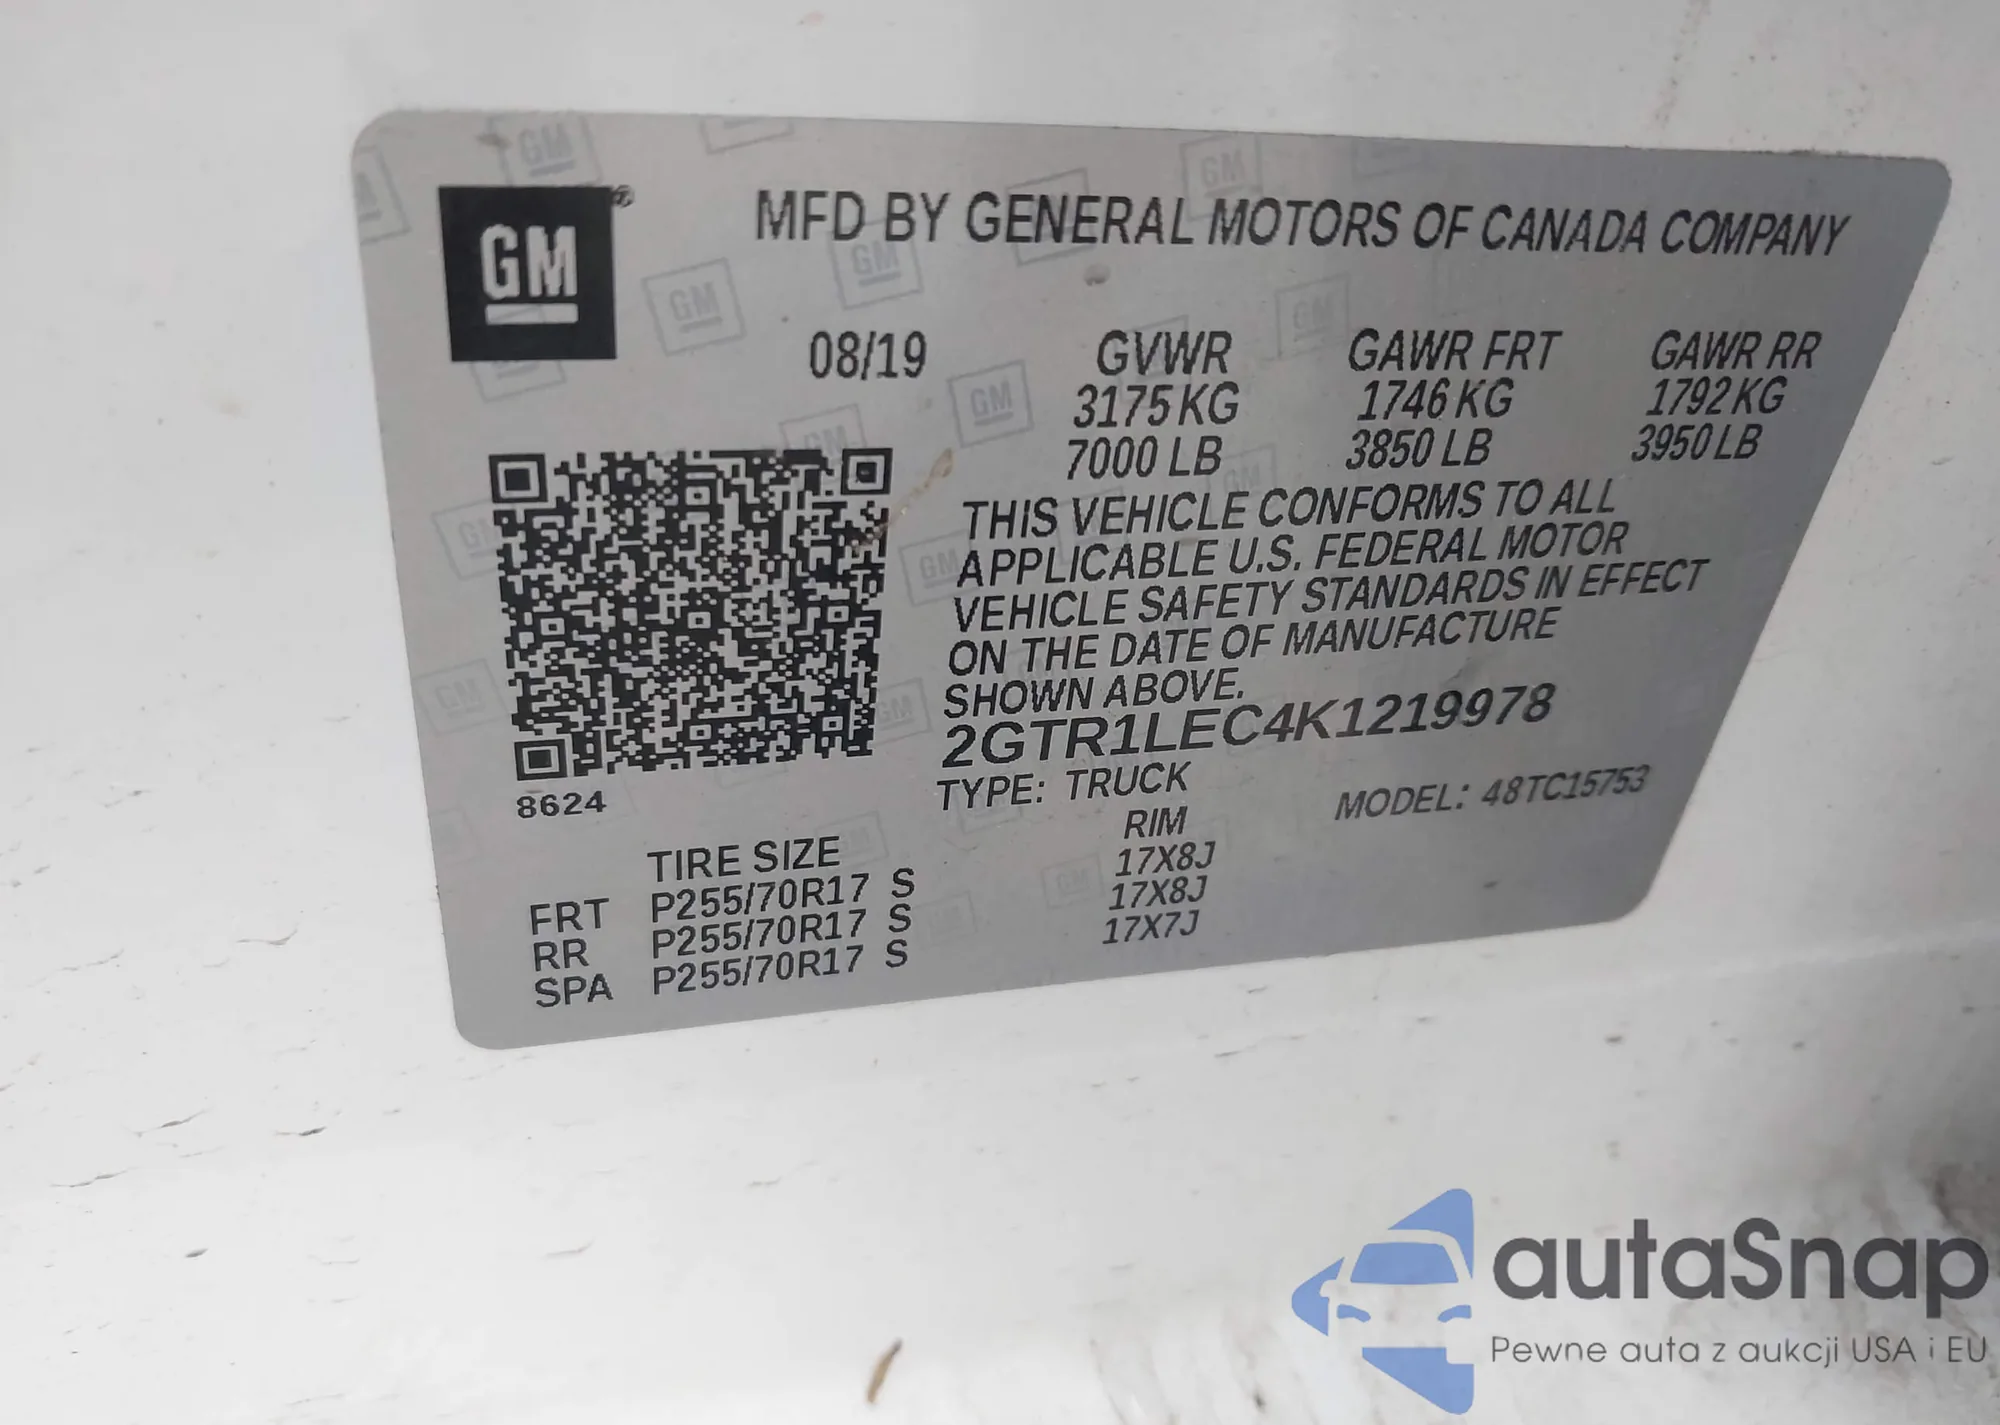 GM
MFD BY GENERAL MOTORS OF CANADA COMPANY
08/19
GVWR GAWR FRT GAWR RR
3175 KG 1746 KG 1792 KG
7000 LB 3850 LB 3950 LB
THIS VEHICLE CONFORMS TO ALL
APPLICABLE U.S. FEDERAL MOTOR
VEHICLE SAFETY STANDARDS IN EFFECT
ON THE DATE OF MANUFACTURE
SHOWN ABOVE.
2GTR1LEC4K1219978
TYPE: TRUCK MODEL: 48TC15753
8624
TIRE SIZE RIM
FRT P255/70R17 S 17X8J
RR P255/70R17 S 17X8J
SPA P255/70R17 S 17X7J
autaSnap
Pewne auta z aukcji USA i EU